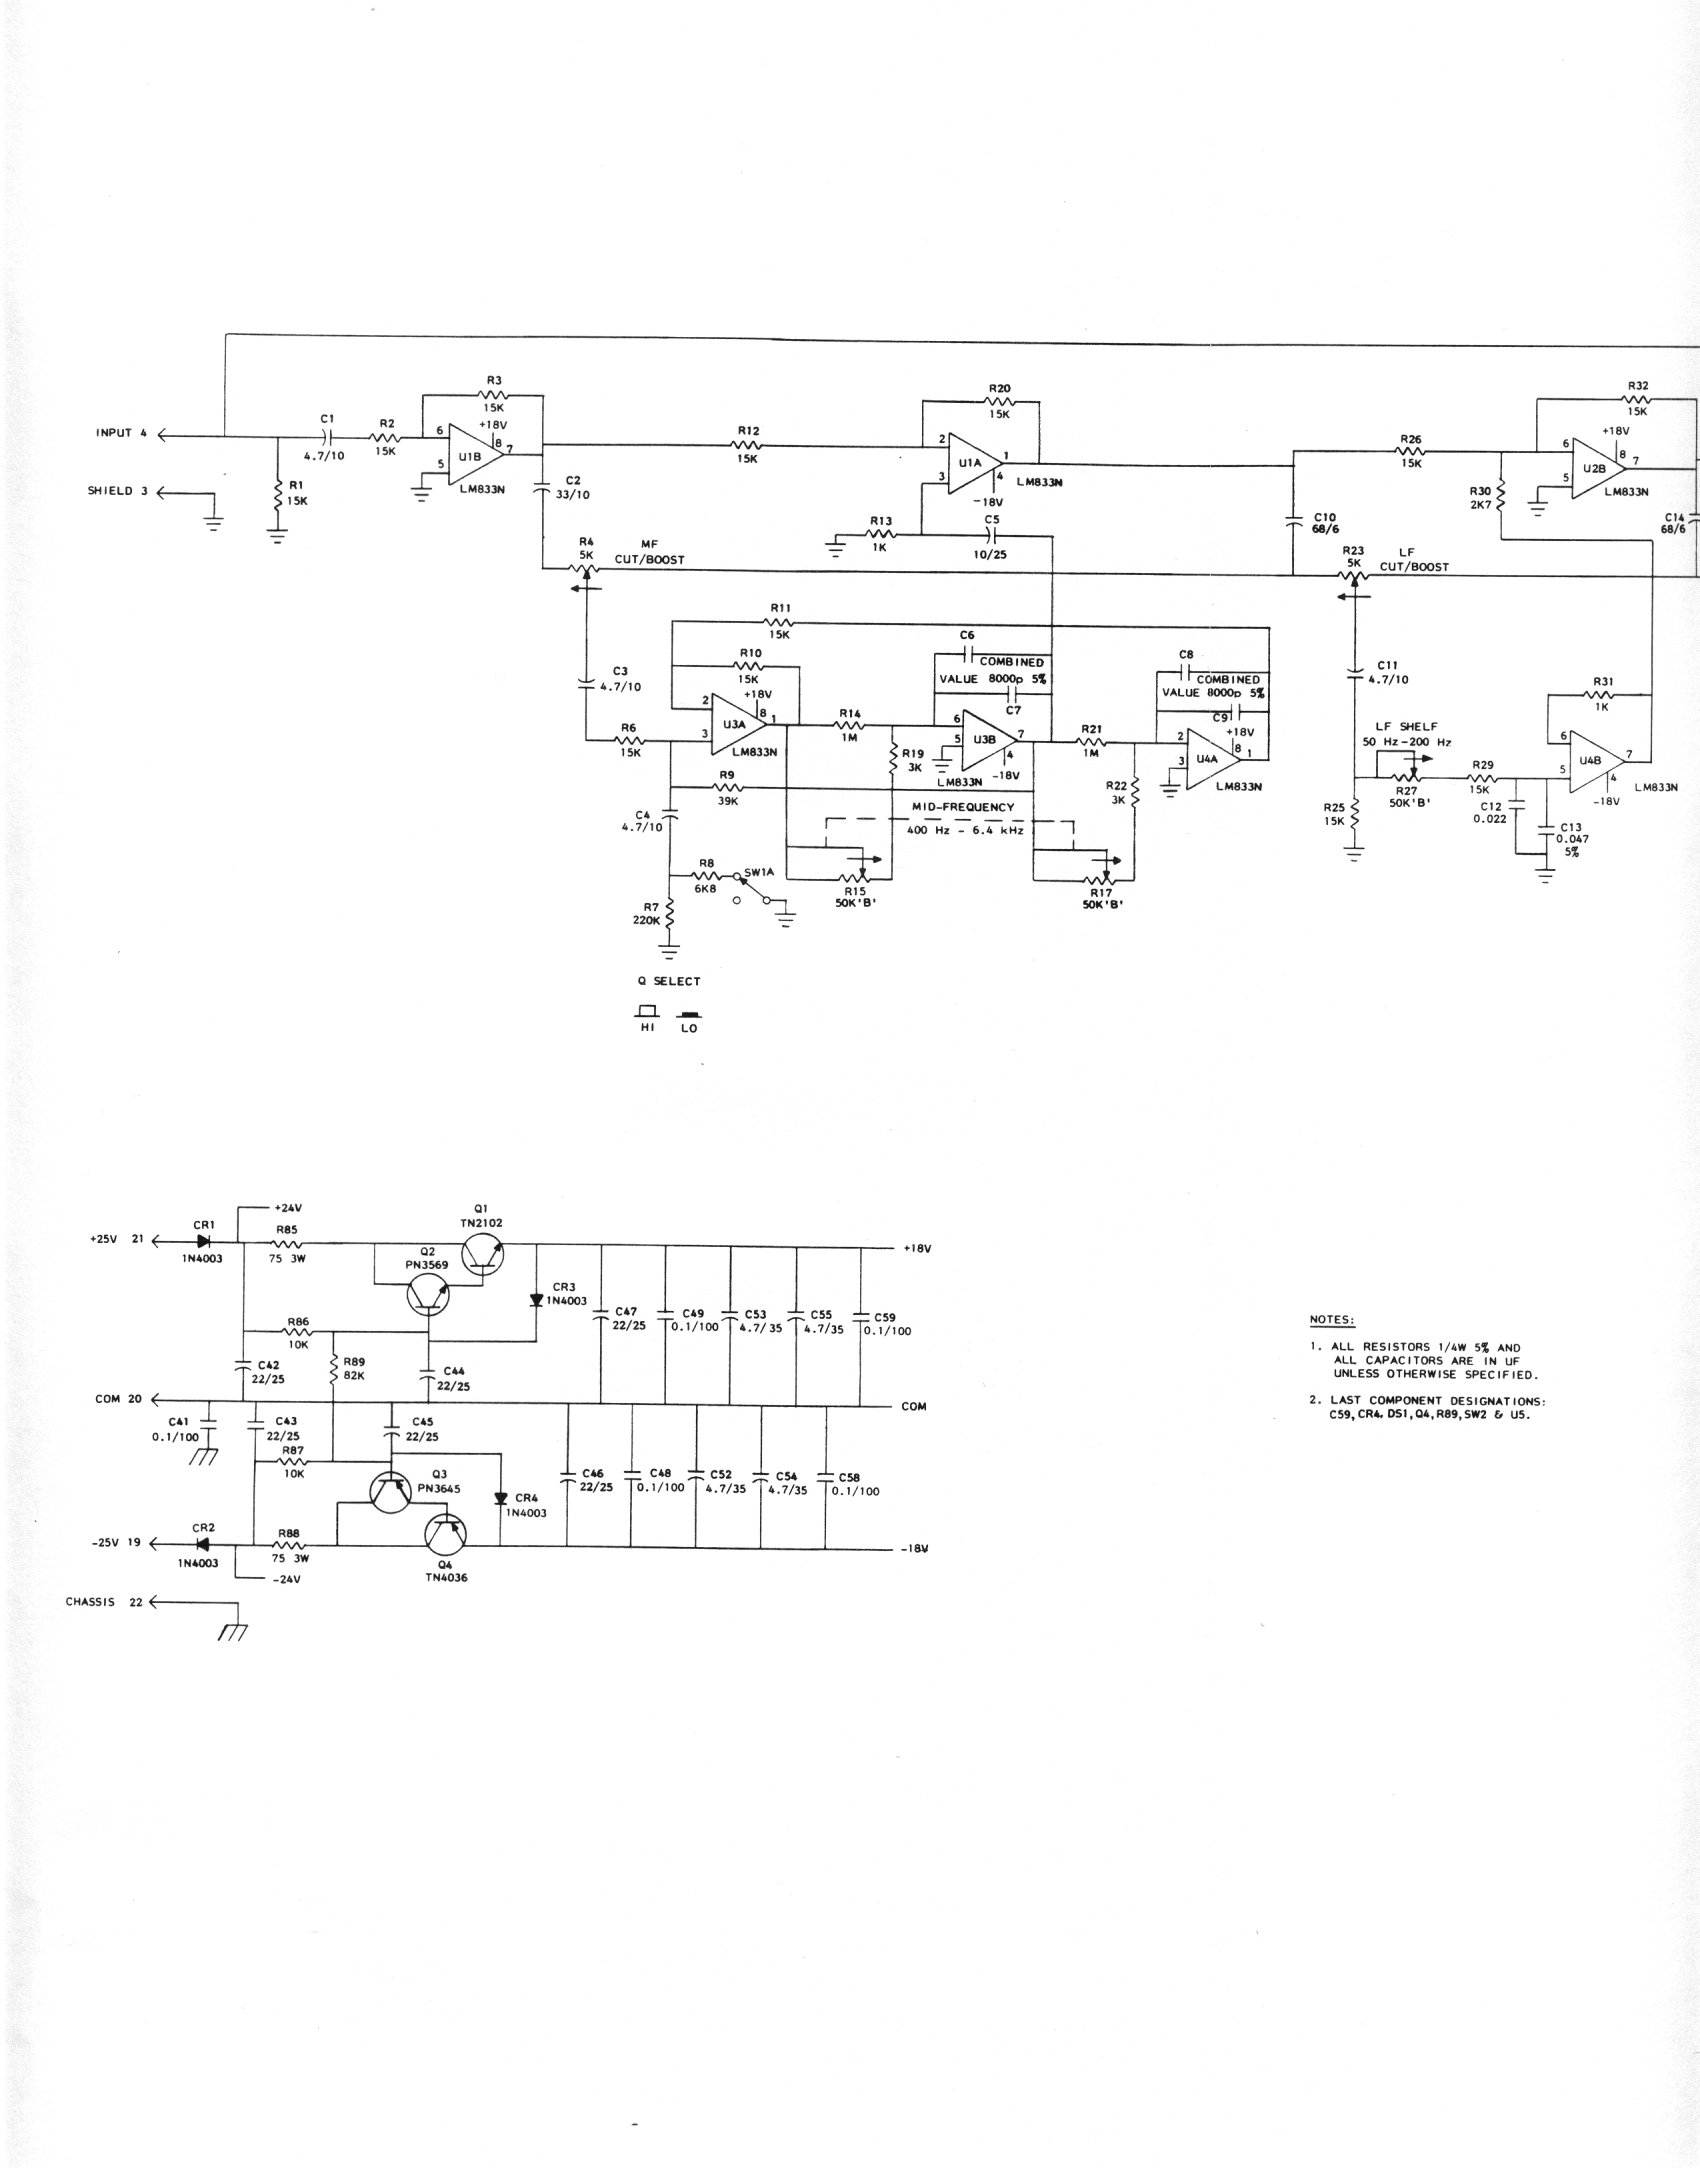 R3
15K
R20
15K
R32
15K
INPUT 4
C1
4.7/10
R2
15K
6
5
+18V
8
7
U1B
LM833N
R12
15K
2
3
1
4
U1A
-18V
LM833N
R26
15K
6
5
+18V
8
7
U2B
LM833N
SHIELD 3
R1
15K
C2
33/10
R13
1K
C5
10/25
C10
68/6
R30
2K7
C14
68/6
R4
5K
MF
CUT/BOOST
R23
5K
LF
CUT/BOOST
R11
15K
C6
COMBINED
VALUE 8000p 5%
C7
C8
COMBINED
VALUE 8000p 5%
C9
R10
15K
C3
4.7/10
C11
4.7/10
R31
1K
+18V
8
2
3
1
U3A
LM833N
R6
15K
R14
1M
R19
3K
6
5
7
4
U3B
-18V
LM833N
R21
1M
R22
3K
2
3
+18V
8
1
U4A
LM833N
LF SHELF
50 Hz-200 Hz
R27
50K'B'
R29
15K
6
5
7
4
U4B
-18V
LM833N
R9
39K
MID-FREQUENCY
400 Hz - 6.4 kHz
R25
15K
C12
0.022
C13
0.047
5%
C4
4.7/10
R8
6K8
SW1A
R7
220K
R15
50K'B'
R17
50K'B'
Q SELECT
HI
LO
+24V
+25V 21
CR1
1N4003
R85
75 3W
Q1
TN2102
Q2
PN3569
+18V
CR3
1N4003
C47
22/25
C49
0.1/100
C53
4.7/35
C55
4.7/35
C59
0.1/100
R86
10K
C42
22/25
R89
82K
C44
22/25
COM 20
COM
C41
0.1/100
C43
22/25
C45
22/25
R87
10K
Q3
PN3645
CR4
1N4003
C46
22/25
C48
0.1/100
C52
4.7/35
C54
4.7/35
C58
0.1/100
-25V 19
CR2
1N4003
R88
75 3W
-24V
Q4
TN4036
-18V
CHASSIS 22
NOTES:
1. ALL RESISTORS 1/4W 5% AND
ALL CAPACITORS ARE IN UF
UNLESS OTHERWISE SPECIFIED.
2. LAST COMPONENT DESIGNATIONS:
C59, CR4, DS1, Q4, R89, SW2 & U5.